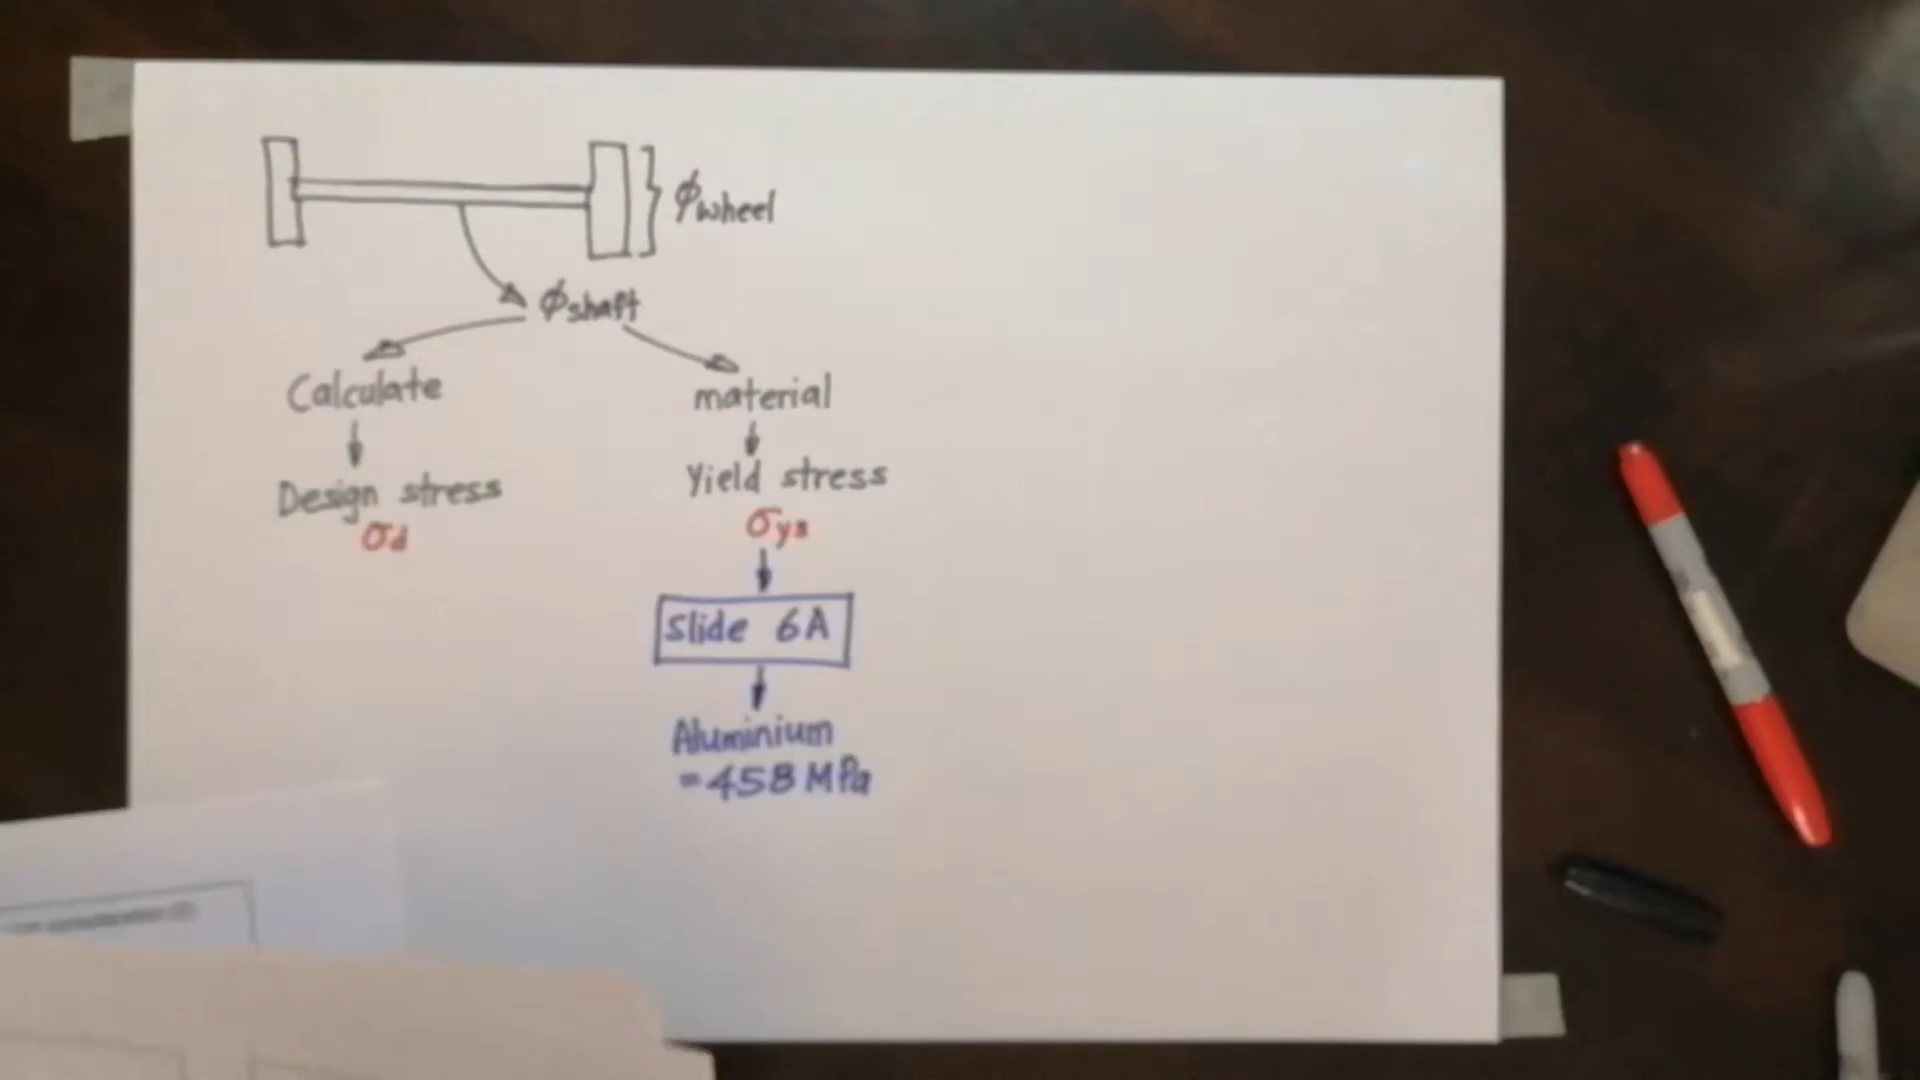 ϕwheel
ϕshaft
Calculate
material
Design stress
σd
Yield stress
σys
Slide 6A
Aluminium
=458 MPa